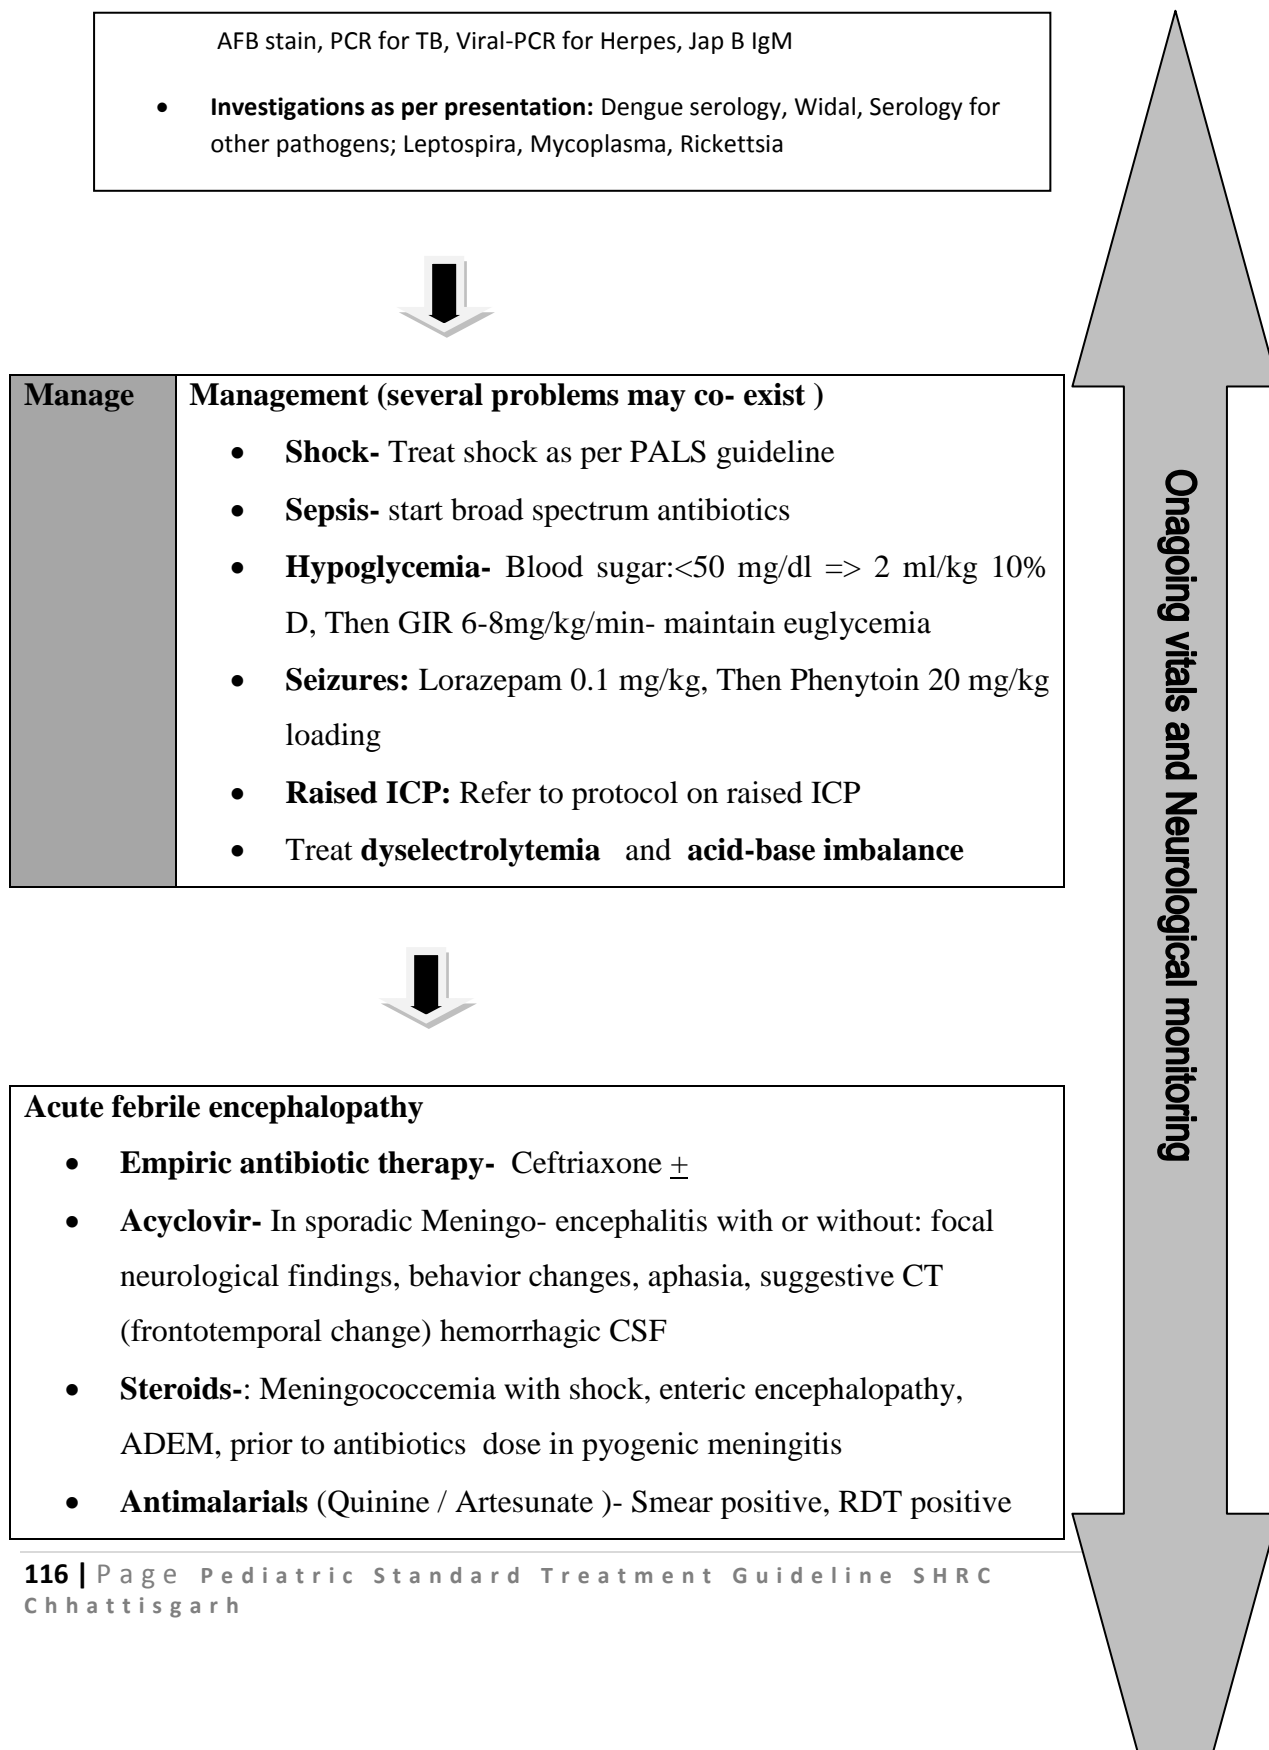 AFB stain, PCR for TB, Viral-PCR for Herpes, Jap B IgM
• Investigations as per presentation: Dengue serology, Widal, Serology for
other pathogens; Leptospira, Mycoplasma, Rickettsia
Manage
Management (several problems may co- exist )
• Shock- Treat shock as per PALS guideline
• Sepsis- start broad spectrum antibiotics
• Hypoglycemia- Blood sugar:<50 mg/dl => 2 ml/kg 10%
D, Then GIR 6-8mg/kg/min- maintain euglycemia
• Seizures: Lorazepam 0.1 mg/kg, Then Phenytoin 20 mg/kg
loading
• Raised ICP: Refer to protocol on raised ICP
• Treat dyselectrolytemia and acid-base imbalance
Acute febrile encephalopathy
• Empiric antibiotic therapy- Ceftriaxone +
• Acyclovir- In sporadic Meningo- encephalitis with or without: focal
neurological findings, behavior changes, aphasia, suggestive CT
(frontotemporal change) hemorrhagic CSF
• Steroids-: Meningococcemia with shock, enteric encephalopathy,
ADEM, prior to antibiotics dose in pyogenic meningitis
• Antimalarials (Quinine / Artesunate )- Smear positive, RDT positive
Onagoing vitals and Neurological monitoring
116 | Page Pediatric Standard Treatment Guideline SHRC
Chhattisgarh